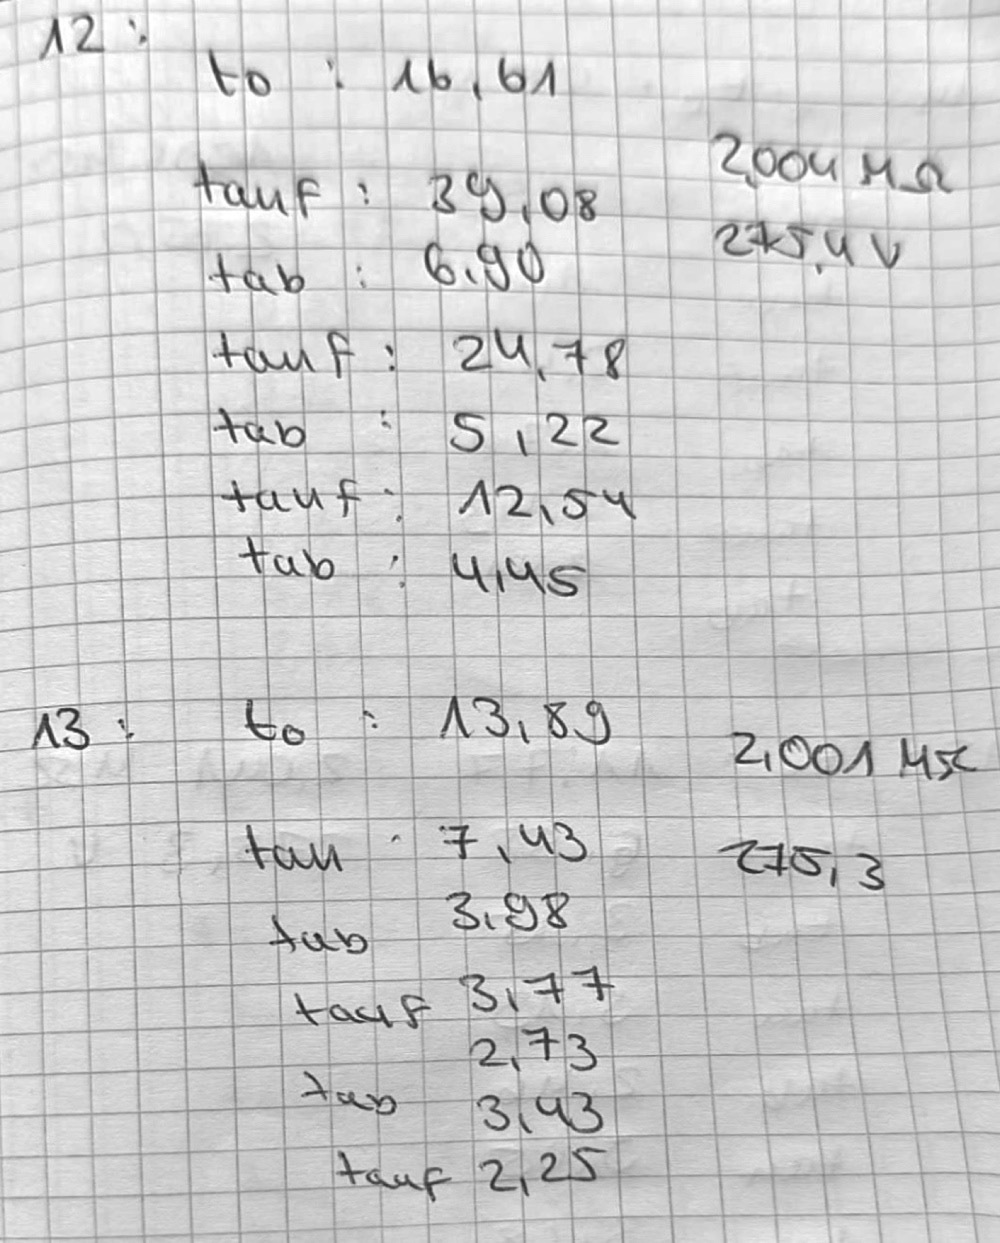 12:
to : 16,61
2,004 MΩ
tauf : 39,08
275,4 V
tab : 6,90
tauf : 24,78
tab : 5,22
tauf : 12,54
tab : 4,45
13: to : 13,89
2,001 MΩ
tau : 7,43
275,3
tab 3,98
tauf 3,77
tab 2,73
3,43
tauf 2,25